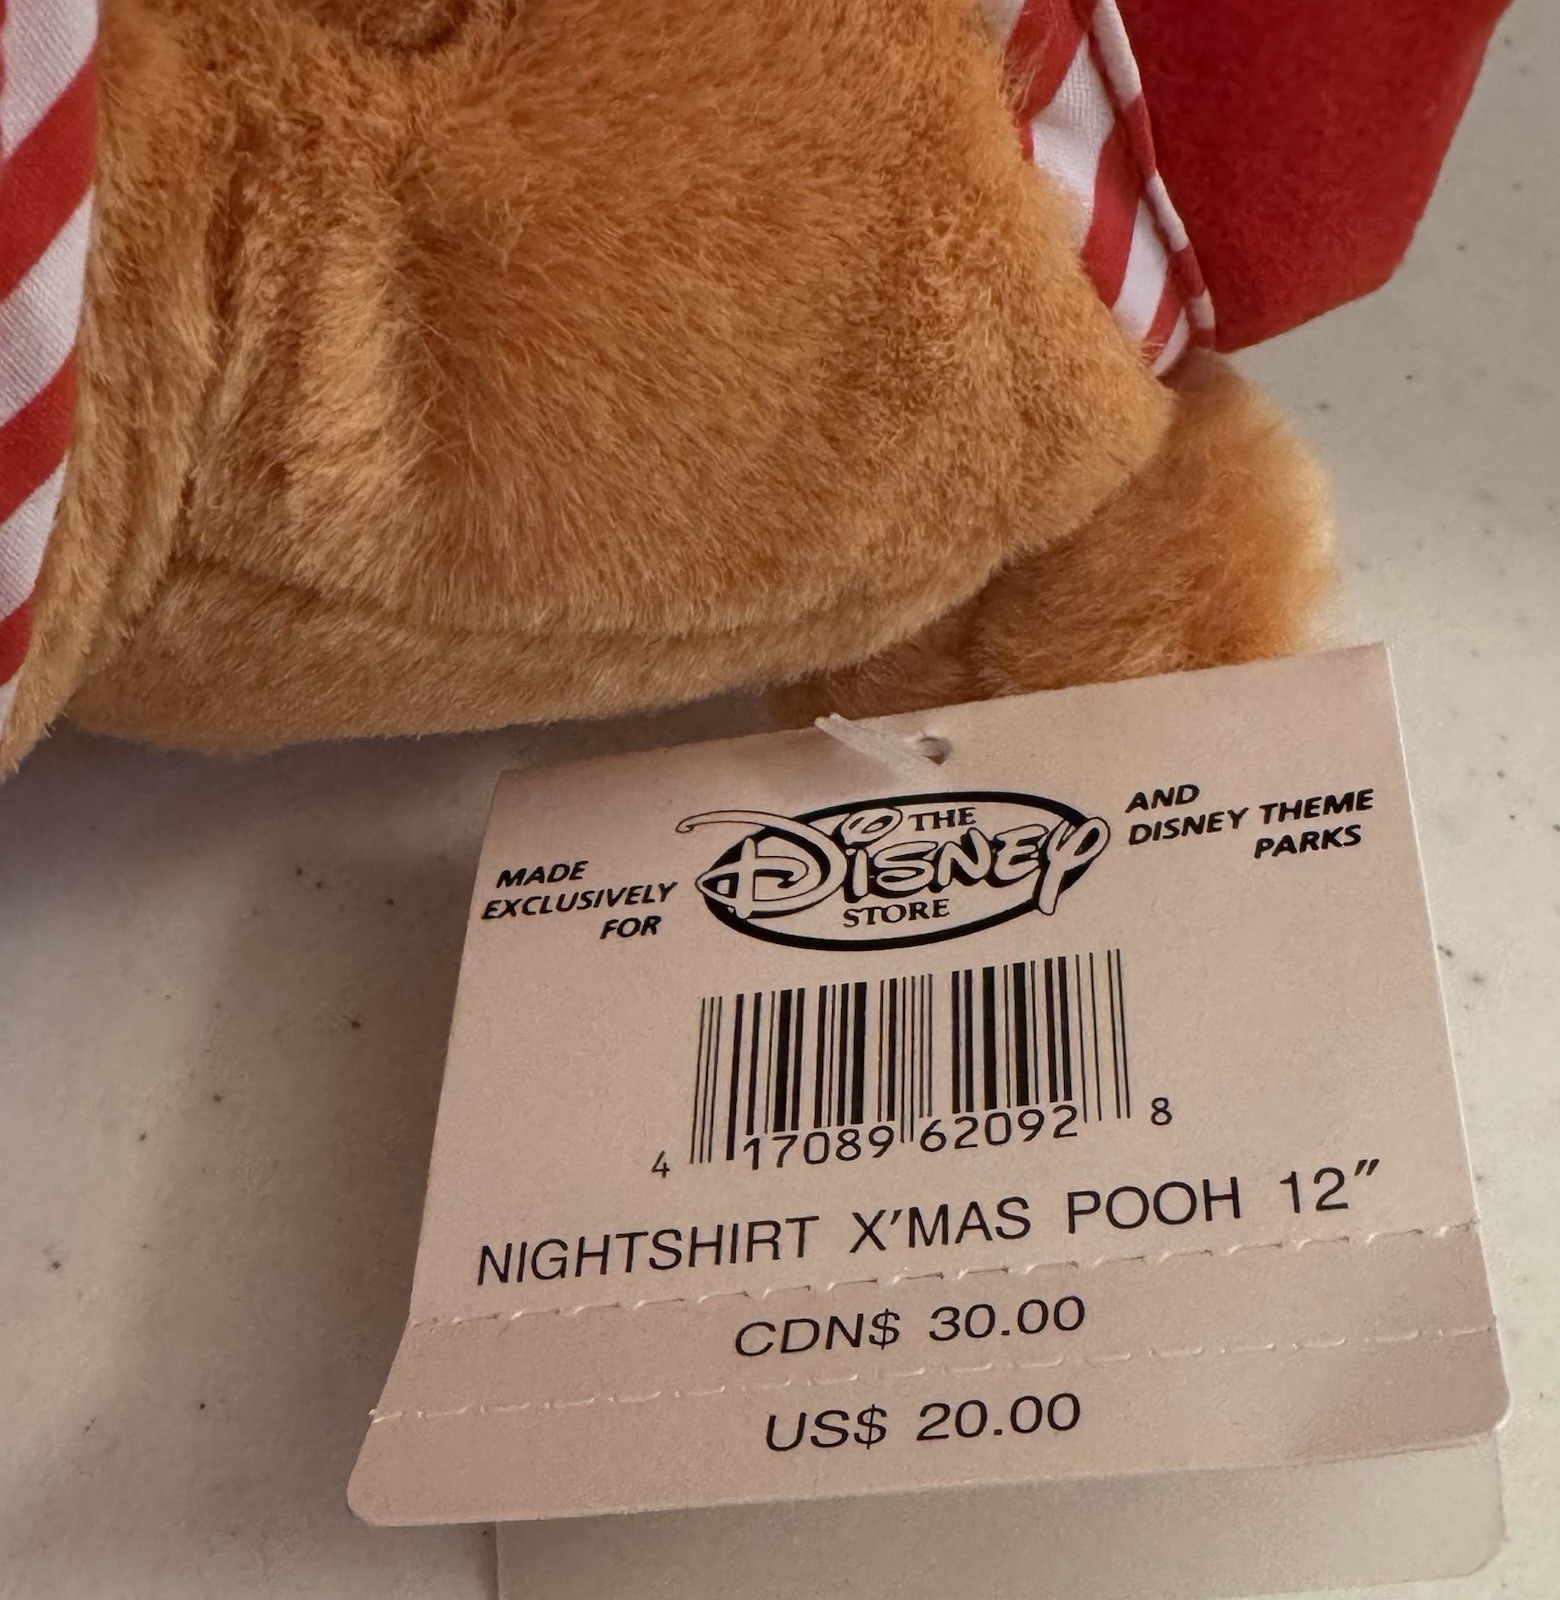 MADE
EXCLUSIVELY
FOR
THE
DISNEY
STORE
AND
DISNEY THEME
PARKS
4 17089 62092 8
NIGHTSHIRT X'MAS POOH 12"
CDN$ 30.00
US$ 20.00